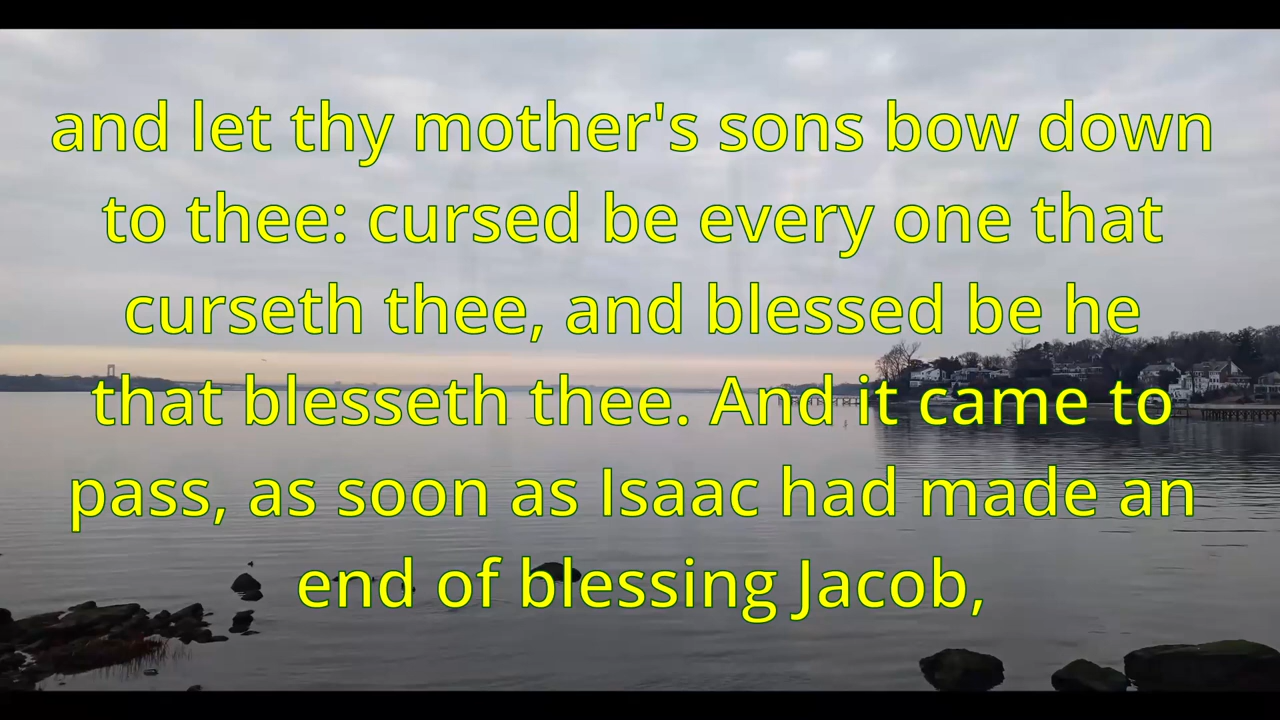 and let thy mother's sons bow down
to thee: cursed be every one that
curseth thee, and blessed be he
that blesseth thee. And it came to
pass, as soon as Isaac had made an
end of blessing Jacob,